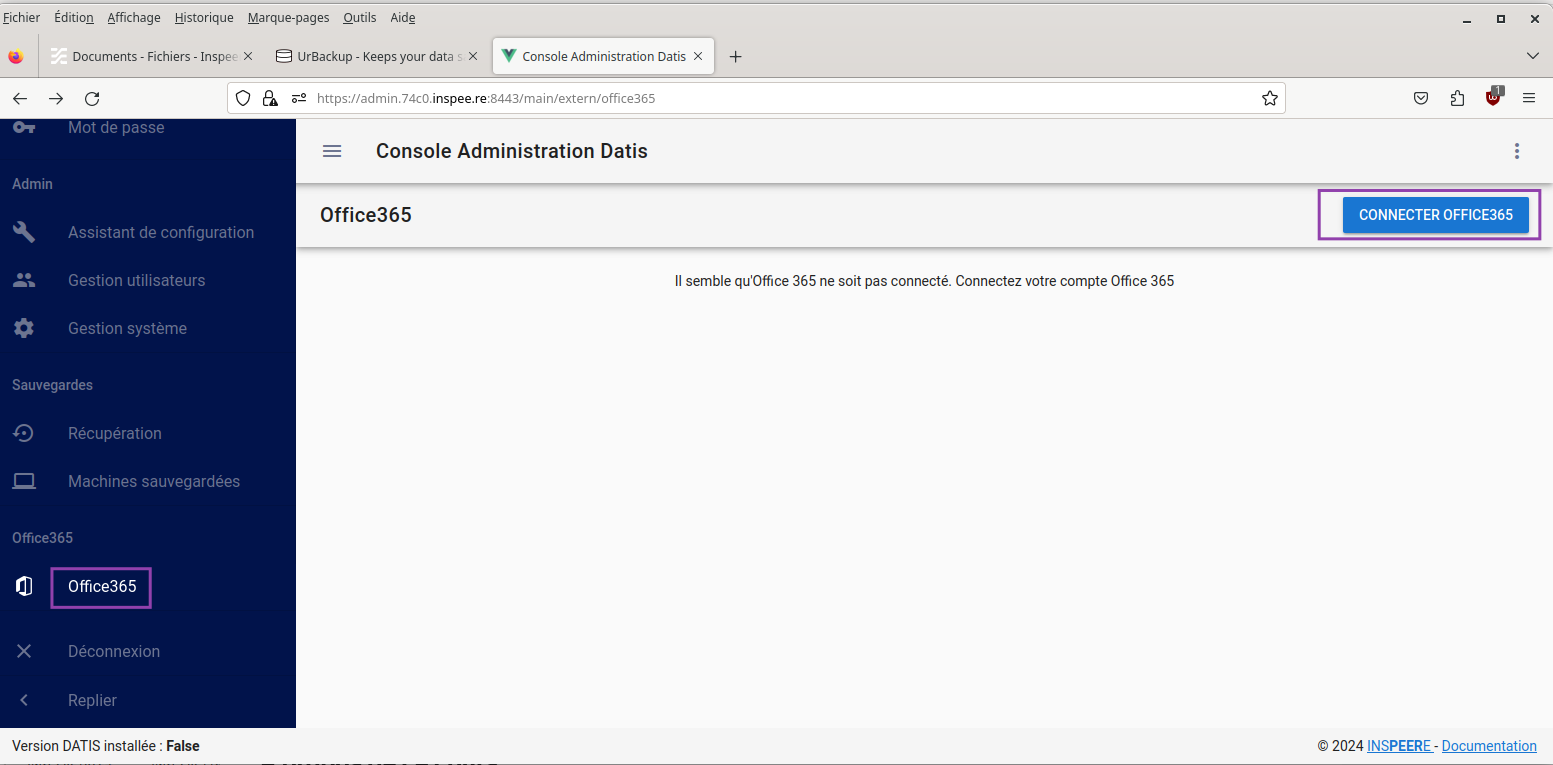 Fichier Édition Affichage Historique Marque-pages Outils Aide
Documents - Fichiers - Inspee
UrBackup - Keeps your data s
Console Administration Datis
https://admin.74c0.inspee.re:8443/main/extern/office365
1
Mot de passe
Admin
Assistant de configuration
Gestion utilisateurs
Gestion système
Sauvegardes
Récupération
Machines sauvegardées
Office365
Office365
Déconnexion
Replier
Console Administration Datis
Office365
CONNECTER OFFICE365
Il semble qu'Office 365 ne soit pas connecté. Connectez votre compte Office 365
Version DATIS installée : False
© 2024 INSPEERE - Documentation